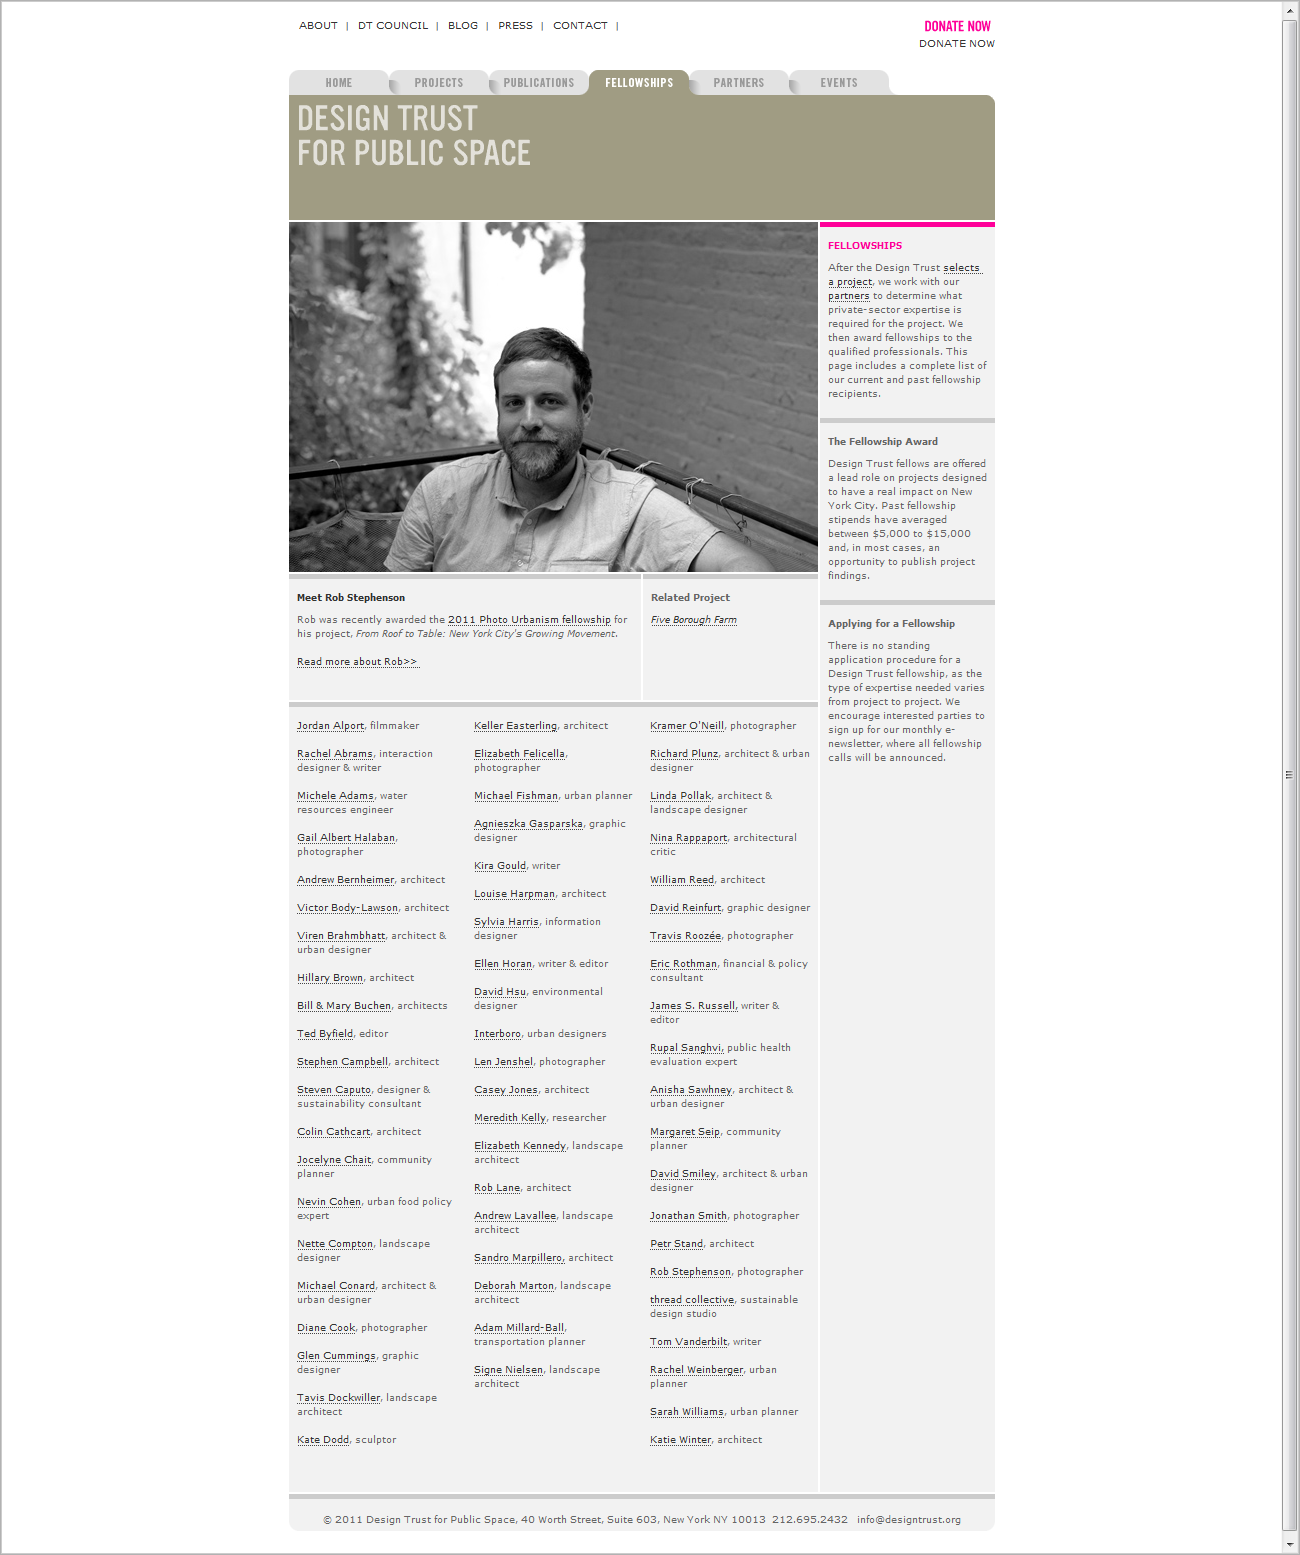 ABOUT | DT COUNCIL | BLOG | PRESS | CONTACT |
DONATE NOW
DONATE NOW
HOME PROJECTS PUBLICATIONS FELLOWSHIPS PARTNERS EVENTS
DESIGN TRUST
FOR PUBLIC SPACE
FELLOWSHIPS
After the Design Trust selects
a project, we work with our
partners to determine what
private-sector expertise is
required for the project. We
then award fellowships to the
qualified professionals. This
page includes a complete list of
our current and past fellowship
recipients.
The Fellowship Award
Design Trust fellows are offered
a lead role on projects designed
to have a real impact on New
York City. Past fellowship
stipends have averaged
between $5,000 to $15,000
and, in most cases, an
opportunity to publish project
findings.
Applying for a Fellowship
There is no standing
application procedure for a
Design Trust fellowship, as the
type of expertise needed varies
from project to project. We
encourage interested parties to
sign up for our monthly e-
newsletter, where all fellowship
calls will be announced.
Meet Rob Stephenson
Rob was recently awarded the 2011 Photo Urbanism fellowship for
his project, From Roof to Table: New York City's Growing Movement.
Read more about Rob>>
Related Project
Five Borough Farm
Jordan Alport, filmmaker
Rachel Abrams, interaction
designer & writer
Michele Adams, water
resources engineer
Gail Albert Halaban,
photographer
Andrew Bernheimer, architect
Victor Body-Lawson, architect
Viren Brahmbhatt, architect &
urban designer
Hillary Brown, architect
Bill & Mary Buchen, architects
Ted Byfield, editor
Stephen Campbell, architect
Steven Caputo, designer &
sustainability consultant
Colin Cathcart, architect
Jocelyne Chait, community
planner
Nevin Cohen, urban food policy
expert
Nette Compton, landscape
designer
Michael Conard, architect &
urban designer
Diane Cook, photographer
Glen Cummings, graphic
designer
Tavis Dockwiller, landscape
architect
Kate Dodd, sculptor
Keller Easterling, architect
Elizabeth Felicella,
photographer
Michael Fishman, urban planner
Agnieszka Gasparska, graphic
designer
Kira Gould, writer
Louise Harpman, architect
Sylvia Harris, information
designer
Ellen Horan, writer & editor
David Hsu, environmental
designer
Interboro, urban designers
Len Jenshel, photographer
Casey Jones, architect
Meredith Kelly, researcher
Elizabeth Kennedy, landscape
architect
Rob Lane, architect
Andrew Lavallee, landscape
architect
Sandro Marpillero, architect
Deborah Marton, landscape
architect
Adam Millard-Ball,
transportation planner
Signe Nielsen, landscape
architect
Kramer O'Neill, photographer
Richard Plunz, architect & urban
designer
Linda Pollak, architect &
landscape designer
Nina Rappaport, architectural
critic
William Reed, architect
David Reinfurt, graphic designer
Travis Roozée, photographer
Eric Rothman, financial & policy
consultant
James S. Russell, writer &
editor
Rupal Sanghvi, public health
evaluation expert
Anisha Sawhney, architect &
urban designer
Margaret Seip, community
planner
David Smiley, architect & urban
designer
Jonathan Smith, photographer
Petr Stand, architect
Rob Stephenson, photographer
thread collective, sustainable
design studio
Tom Vanderbilt, writer
Rachel Weinberger, urban
planner
Sarah Williams, urban planner
Katie Winter, architect
© 2011 Design Trust for Public Space, 40 Worth Street, Suite 603, New York NY 10013 212.695.2432 info@designtrust.org